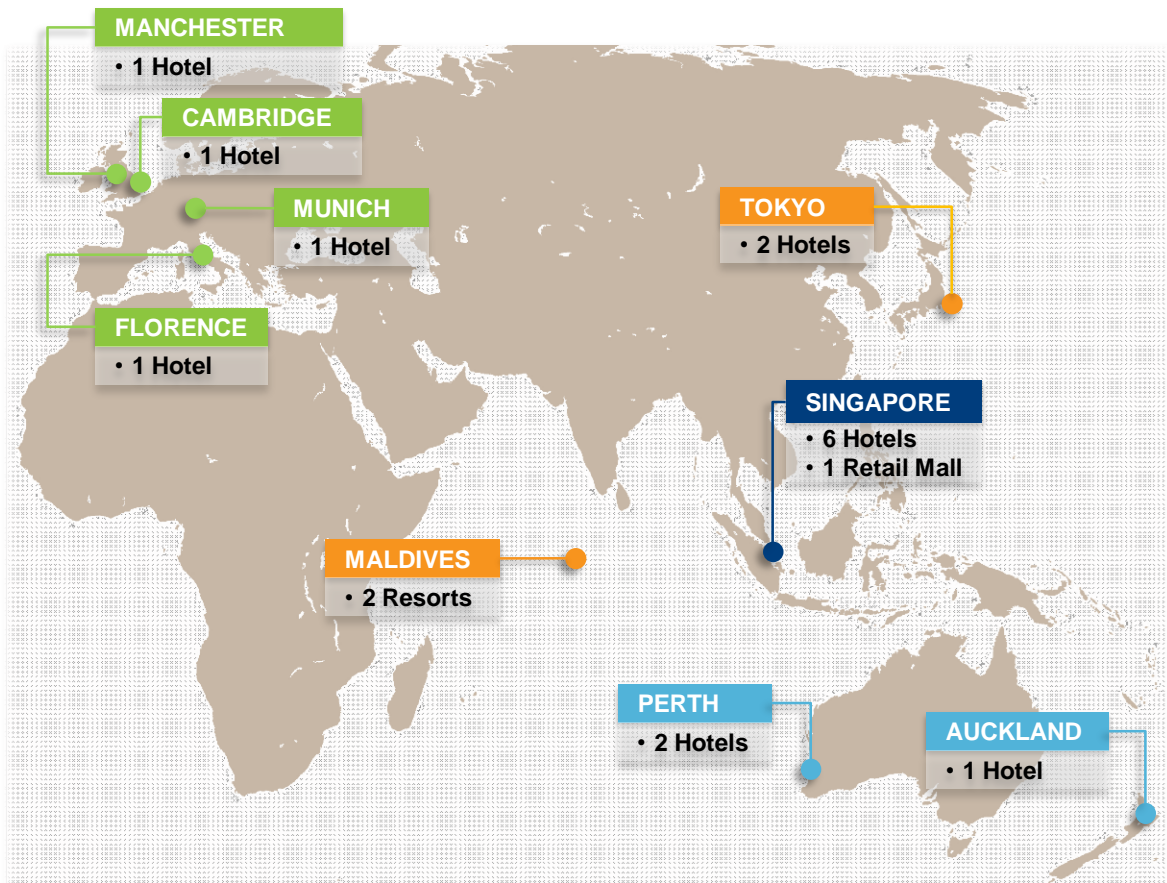 MANCHESTER
• 1 Hotel
CAMBRIDGE
• 1 Hotel
MUNICH
• 1 Hotel
TOKYO
• 2 Hotels
FLORENCE
• 1 Hotel
SINGAPORE
• 6 Hotels
• 1 Retail Mall
MALDIVES
• 2 Resorts
PERTH
• 2 Hotels
AUCKLAND
• 1 Hotel